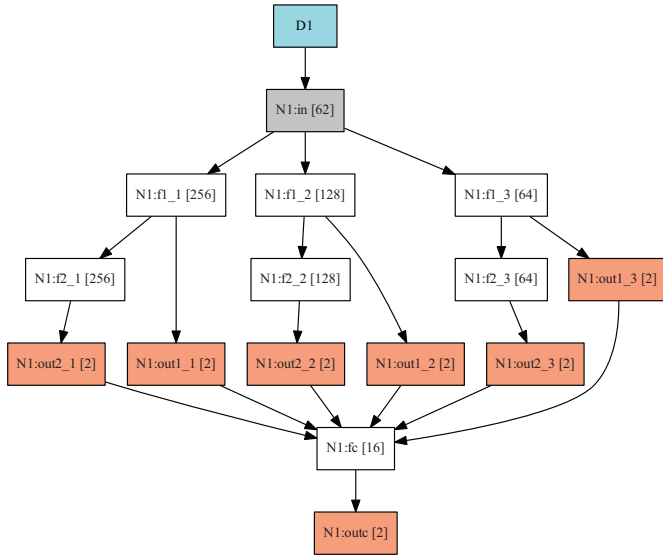 D1
N1:in [62]
N1:f1_1 [256]
N1:f1_2 [128]
N1:f1_3 [64]
N1:f2_1 [256]
N1:f2_2 [128]
N1:f2_3 [64]
N1:out1_3 [2]
N1:out2_1 [2]
N1:out1_1 [2]
N1:out2_2 [2]
N1:out1_2 [2]
N1:out2_3 [2]
N1:fc [16]
N1:outc [2]